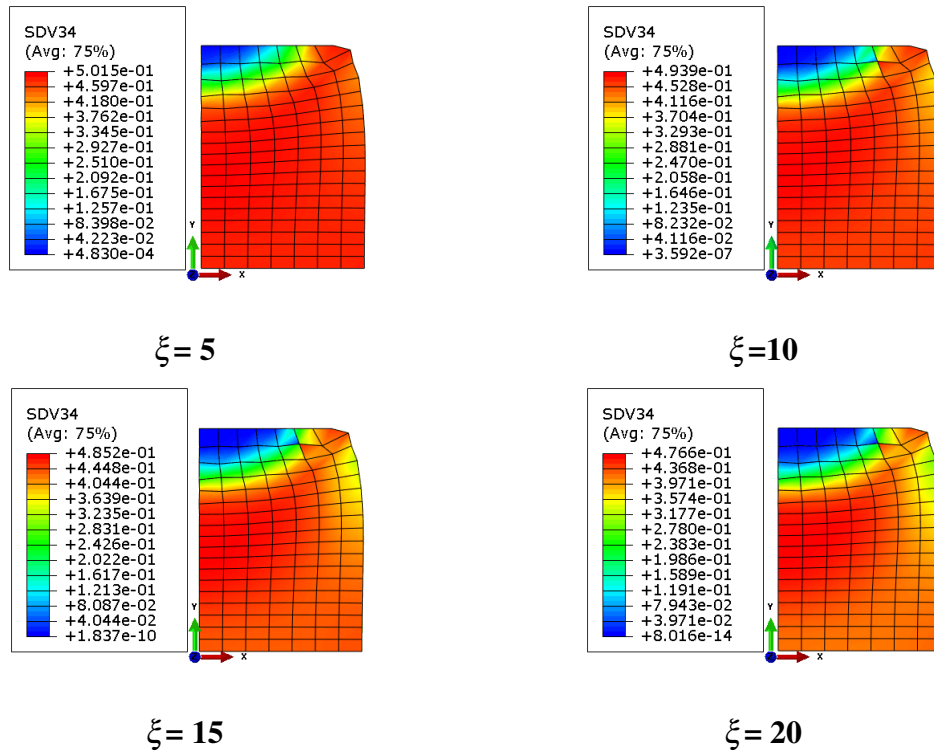 SDV34
(Avg: 75%)
+5.015e-01
+4.597e-01
+4.180e-01
+3.762e-01
+3.345e-01
+2.927e-01
+2.510e-01
+2.092e-01
+1.675e-01
+1.257e-01
+8.398e-02
+4.223e-02
+4.830e-04
Y
X
ξ= 5
SDV34
(Avg: 75%)
+4.939e-01
+4.528e-01
+4.116e-01
+3.704e-01
+3.293e-01
+2.881e-01
+2.470e-01
+2.058e-01
+1.646e-01
+1.235e-01
+8.232e-02
+4.116e-02
+3.592e-07
Y
X
ξ=10
SDV34
(Avg: 75%)
+4.852e-01
+4.448e-01
+4.044e-01
+3.639e-01
+3.235e-01
+2.831e-01
+2.426e-01
+2.022e-01
+1.617e-01
+1.213e-01
+8.087e-02
+4.044e-02
+1.837e-10
Y
X
ξ= 15
SDV34
(Avg: 75%)
+4.766e-01
+4.368e-01
+3.971e-01
+3.574e-01
+3.177e-01
+2.780e-01
+2.383e-01
+1.986e-01
+1.589e-01
+1.191e-01
+7.943e-02
+3.971e-02
+8.016e-14
Y
X
ξ= 20